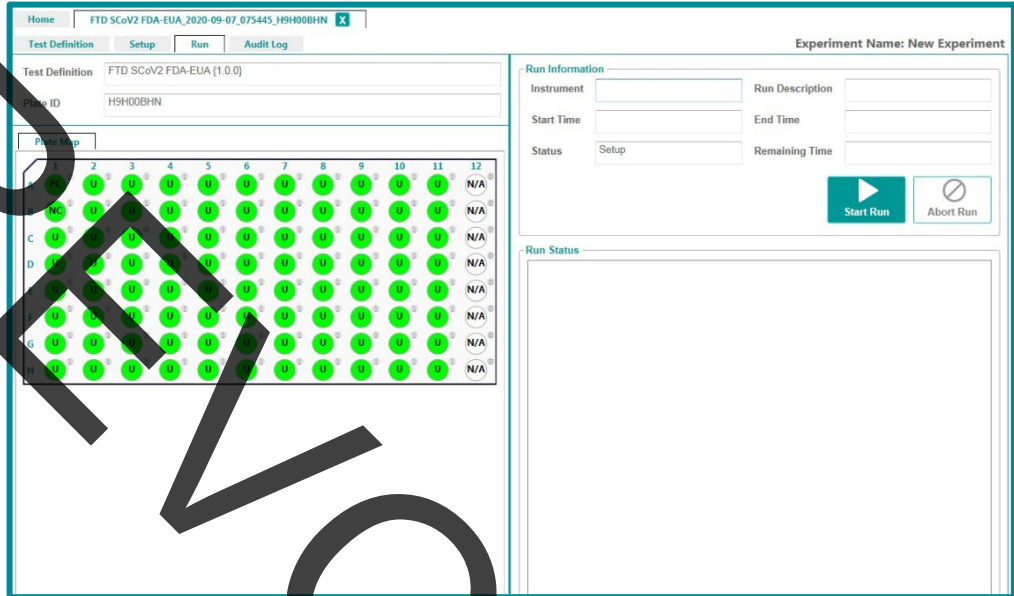 Home FTD SCoV2 FDA-EUA_2020-09-07_075445_H9H00BHN X
Test Definition Setup Run Audit Log Experiment Name: New Experiment
Test Definition FTD SCoV2 FDA-EUA {1.0.0}
Plate ID H9H00BHN
Plate Map
1 2 3 4 5 6 7 8 9 10 11 12
A PC U U U U U U U U U U N/A
B NC U U U U U U U U U U N/A
C U U U U U U U U U U U N/A
D U U U U U U U U U U U N/A
U U U U U U U U U U U N/A
F U U U U U U U U U U U N/A
G U U U U U U U U U U U N/A
H U U U U U U U U U U U N/A
Run Information
Instrument Run Description
Start Time End Time
Status Setup Remaining Time
Start Run Abort Run
Run Status